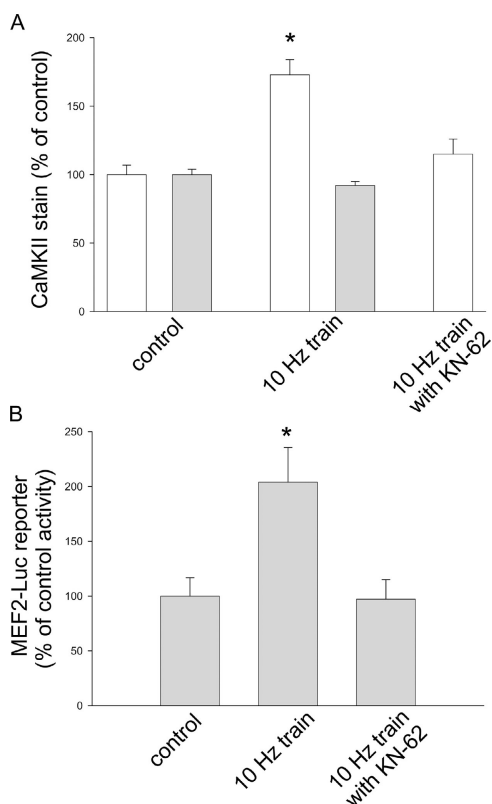 A
CaMKII stain (% of control)
200
150
100
50
0
*
control
10 Hz train
10 Hz train
with KN-62
B
MEF2-Luc reporter
(% of control activity)
250
200
150
100
50
0
*
control
10 Hz train
10 Hz train
with KN-62